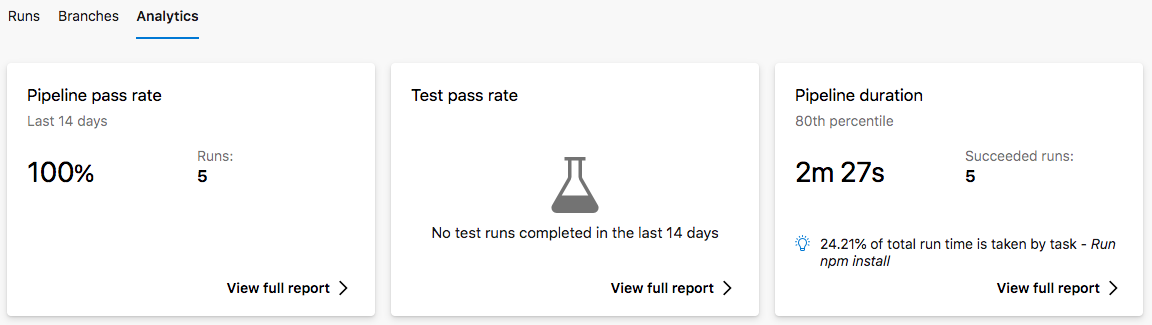 Runs Branches Analytics
Pipeline pass rate
Last 14 days
100%
Runs:
5
View full report
Test pass rate
No test runs completed in the last 14 days
View full report
Pipeline duration
80th percentile
2m 27s
Succeeded runs:
5
24.21% of total run time is taken by task - Run
npm install
View full report